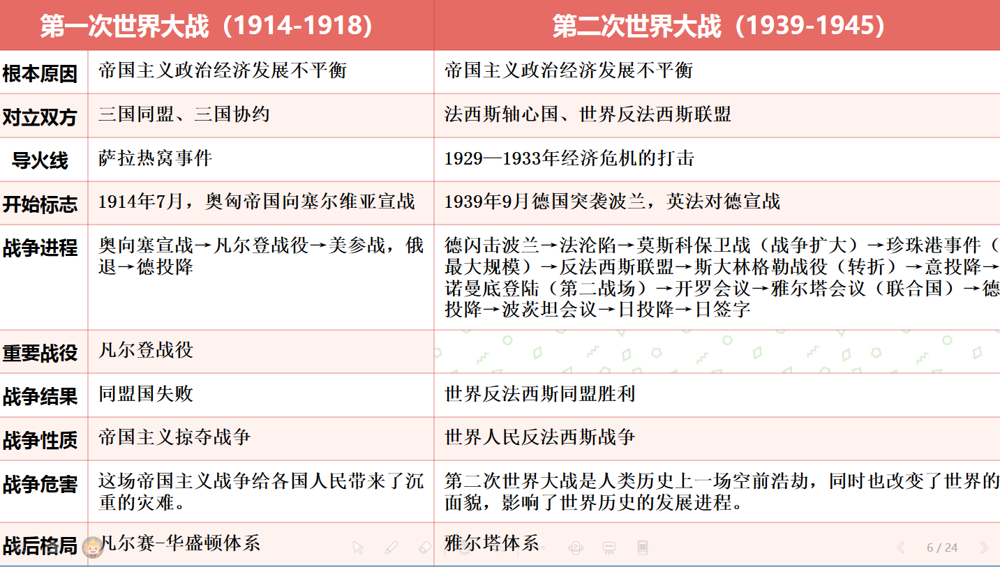 第一次世界大战（1914-1918） 第二次世界大战（1939-1945）
根本原因 帝国主义政治经济发展不平衡 帝国主义政治经济发展不平衡
对立双方 三国同盟、三国协约 法西斯轴心国、世界反法西斯联盟
导火线 萨拉热窝事件 1929—1933年经济危机的打击
开始标志 1914年7月，奥匈帝国向塞尔维亚宣战 1939年9月德国突袭波兰，英法对德宣战
战争进程 奥向塞宣战→凡尔登战役→美参战，俄
退→德投降
德闪击波兰→法沦陷→莫斯科保卫战（战争扩大）→珍珠港事件（
最大规模）→反法西斯联盟→斯大林格勒战役（转折）→意投降→
诺曼底登陆（第二战场）→开罗会议→雅尔塔会议（联合国）→德
投降→波茨坦会议→日投降→日签字
重要战役 凡尔登战役
战争结果 同盟国失败 世界反法西斯同盟胜利
战争性质 帝国主义掠夺战争 世界人民反法西斯战争
战争危害 这场帝国主义战争给各国人民带来了沉
重的灾难。
第二次世界大战是人类历史上一场空前浩劫，同时也改变了世界的
面貌，影响了世界历史的发展进程。
战后格局 凡尔赛-华盛顿体系 雅尔塔体系
6 / 24